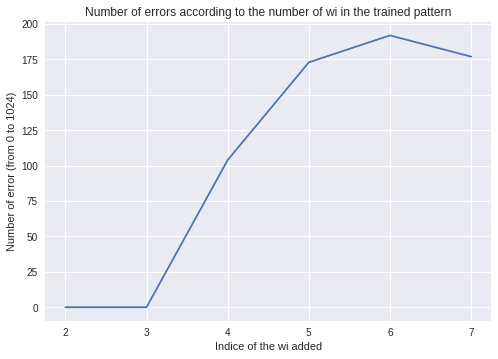 Number of errors according to the number of wi in the trained pattern
200
175
150
125
100
75
50
25
0
Number of error (from 0 to 1024)
2 3 4 5 6 7
Indice of the wi added